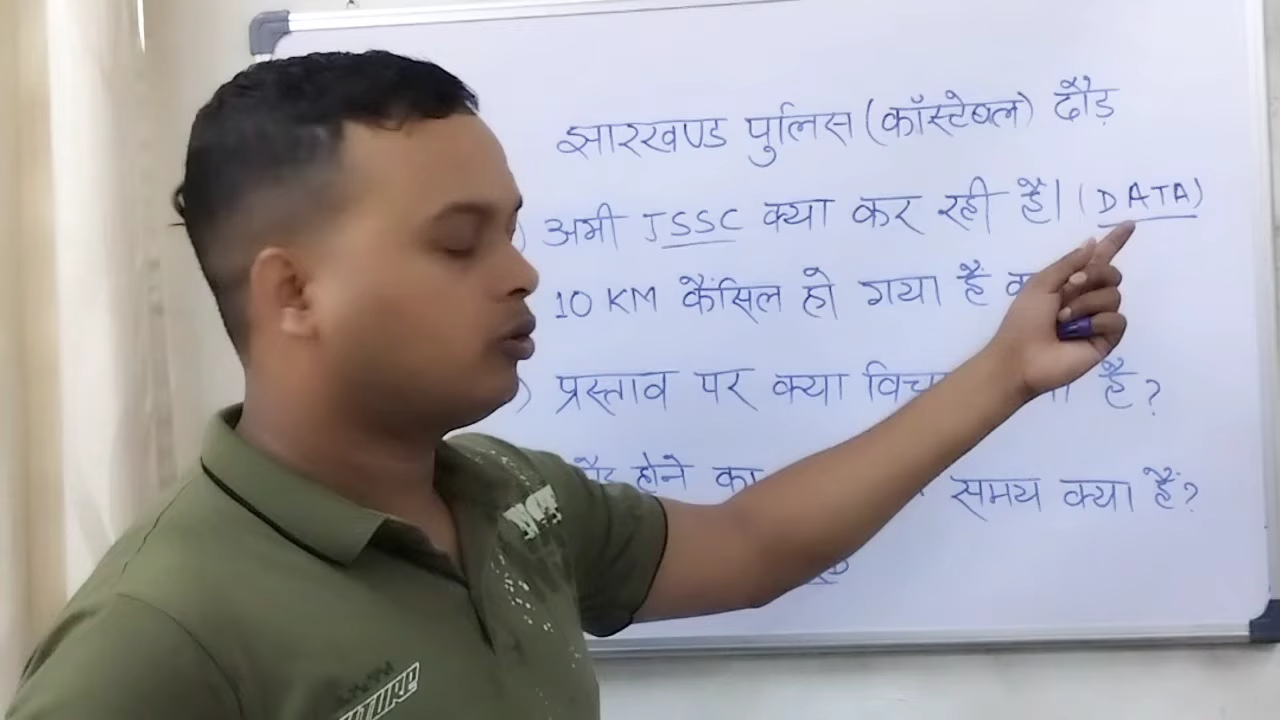 झारखण्ड पुलिस (कॉस्टेबल) दौड़
) अभी JSSC क्या कर रही है। (DATA)
10 KM कैंसिल हो गया है
) प्रस्ताव पर क्या है?
होने का समय क्या है?